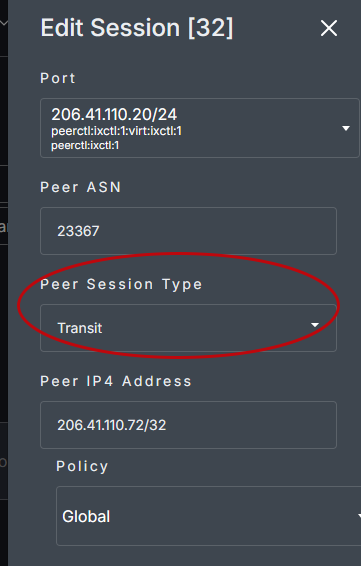 Edit Session [32]
Port
206.41.110.20/24
peerctl:ixctl:1:virt:ixctl:1
peerctl:ixctl:1
Peer ASN
23367
Peer Session Type
Transit
Peer IP4 Address
206.41.110.72/32
Policy
Global